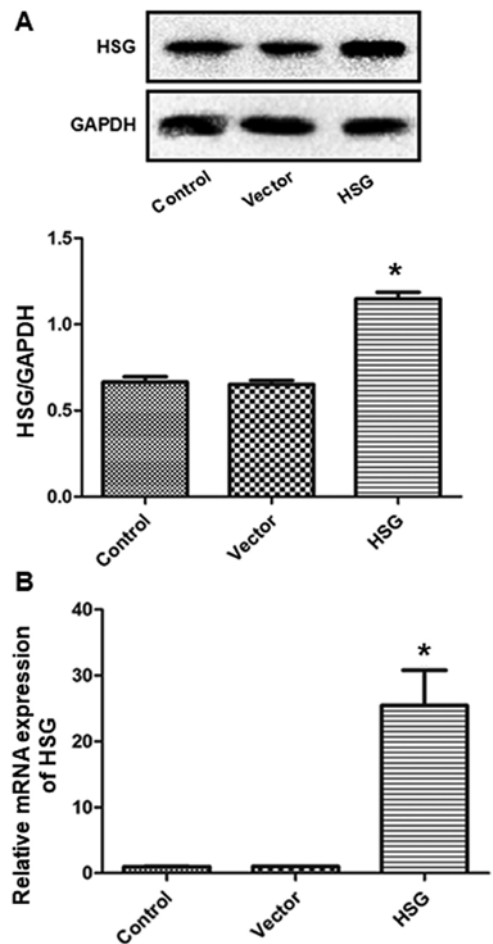 A
HSG
GAPDH
Control Vector HSG
HSG/GAPDH
1.5
1.0
0.5
0.0
*
Control Vector HSG
B
Relative mRNA expression
of HSG
40
30
20
10
0
*
Control Vector HSG